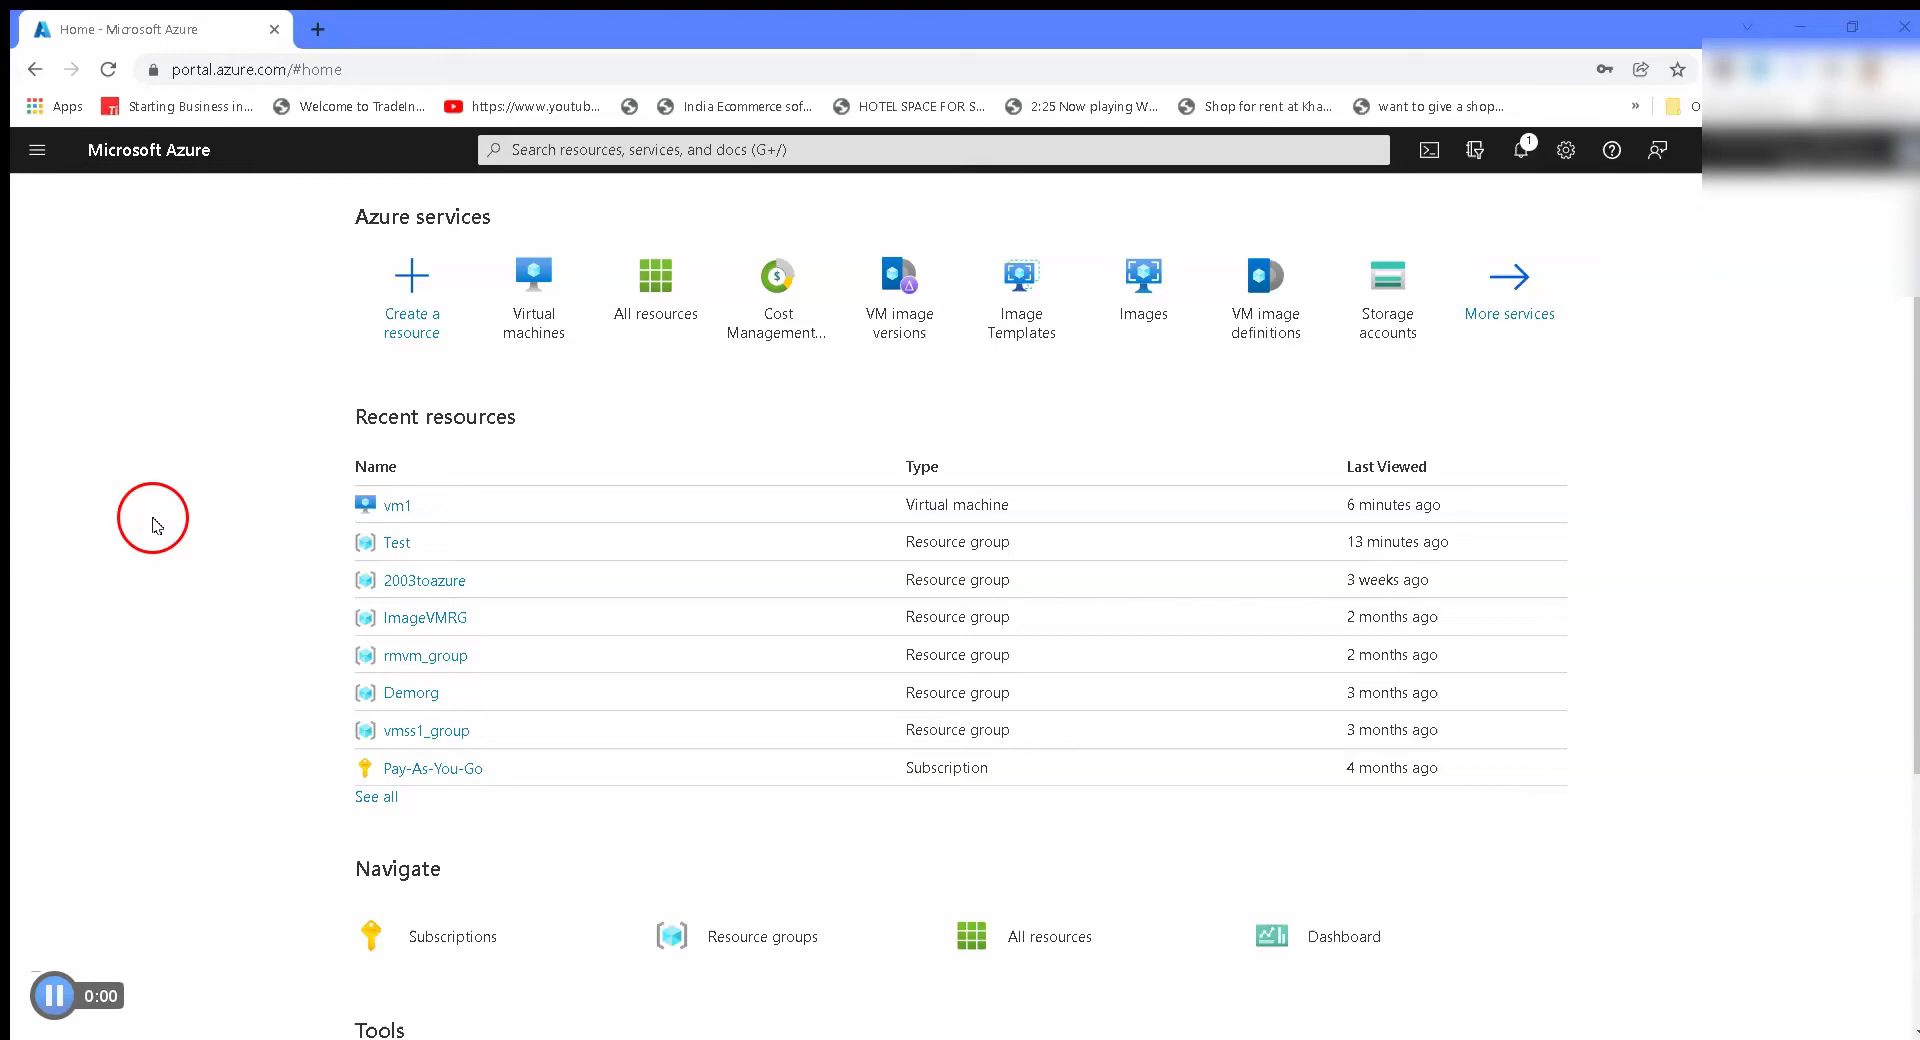 Home - Microsoft Azure
portal.azure.com/#home
Apps
Starting Business in...
Welcome to TradeIn...
https://www.youtub...
India Ecommerce sof...
HOTEL SPACE FOR S...
2:25 Now playing W...
Shop for rent at Kha...
want to give a shop...
»
O
Microsoft Azure
Search resources, services, and docs (G+/)
1
Azure services
Create a
resource
Virtual
machines
All resources
Cost
Management...
VM image
versions
Image
Templates
Images
VM image
definitions
Storage
accounts
More services
Recent resources
Name Type Last Viewed
vm1 Virtual machine 6 minutes ago
Test Resource group 13 minutes ago
2003toazure Resource group 3 weeks ago
ImageVMRG Resource group 2 months ago
rmvm_group Resource group 2 months ago
Demorg Resource group 3 months ago
vmss1_group Resource group 3 months ago
Pay-As-You-Go Subscription 4 months ago
See all
Navigate
Subscriptions
Resource groups
All resources
Dashboard
0:00
Tools